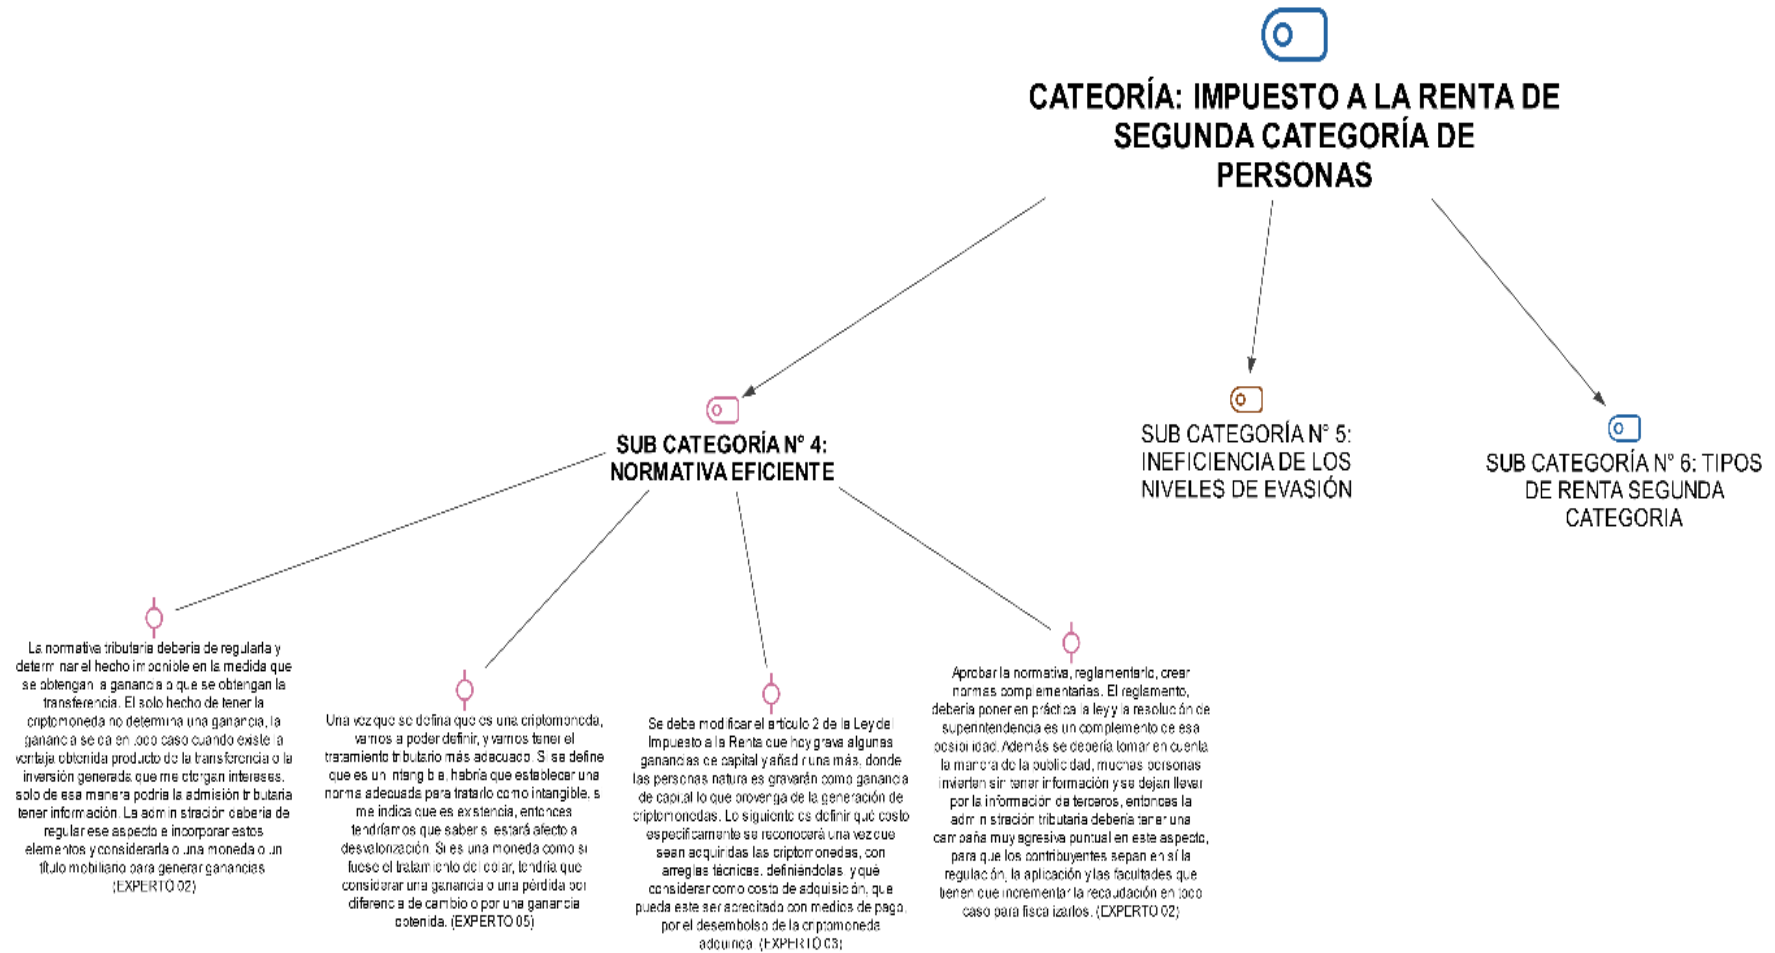 CATEORÍA: IMPUESTO A LA RENTA DE
SEGUNDA CATEGORÍA DE
PERSONAS
SUB CATEGORÍA N° 4:
NORMATIVA EFICIENTE
SUB CATEGORÍA N° 5:
INEFICIENCIA DE LOS
NIVELES DE EVASIÓN
SUB CATEGORÍA N° 6: TIPOS
DE RENTA SEGUNDA
CATEGORIA
La normativa tributaria debería de regularla y
determinar el hecho imponible en la medida que
se obtengan la ganancia o que se obtengan la
transferencia. El solo hecho de tener la
criptomoneda no determina una ganancia, la
ganancia se da en todo caso cuando existe la
ventaja obtenida producto de la transferencia o la
inversión generada que me otorgan intereses.
solo de esa manera podría la admisión tributaria
tener información. La administración debería de
regular ese aspecto e incorporar estos
elementos y considerarla o una moneda o un
título mobiliario para generar ganancias
(EXPERTO 02)
Una vez que se defina que es una criptomoneda,
vamos a poder definir, y vamos tener el
tratamiento tributario más adecuado. Si se define
que es un intangible, habría que establecer una
norma adecuada para tratarlo como intangible, si
me indica que es existencia, entonces
tendríamos que saber si estará afecto a
desvalorización. Si es una moneda como si
fuese el tratamiento del dólar, tendría que
considerar una ganancia o una pérdida por
diferencia de cambio o por una ganancia
obtenida. (EXPERTO 05)
Se debe modificar el artículo 2 de la Ley del
Impuesto a la Renta que hoy grava algunas
ganancias de capital y añadir una más, donde
las personas naturales gravarán como ganancia
de capital lo que provenga de la generación de
criptomonedas. Lo siguiente es definir qué costo
específicamente se reconocerá una vez que
sean adquiridas las criptomonedas, con
arreglas técnicas, definiéndolas y qué
considerar como costo de adquisición, que
pueda este ser acreditado con medios de pago,
por el desembolso de la criptomoneda
adquirida. (EXPERTO 03)
Aprobar la normativa, reglamentarlo, crear
normas complementarias. El reglamento,
debería poner en práctica la ley y la resolución de
superintendencia es un complemento de esa
posibilidad. Además se debería tomar en cuenta
la manera de la publicidad, muchas personas
invierten sin tener información y se dejan llevar
por la información de terceros, entonces la
administración tributaria debería tener una
campaña muy agresiva puntual en este aspecto,
para que los contribuyentes sepan en sí la
regulación, la aplicación y las facultades que
tienen que incrementar la recaudación en todo
caso para fiscalizarlos. (EXPERTO 02)